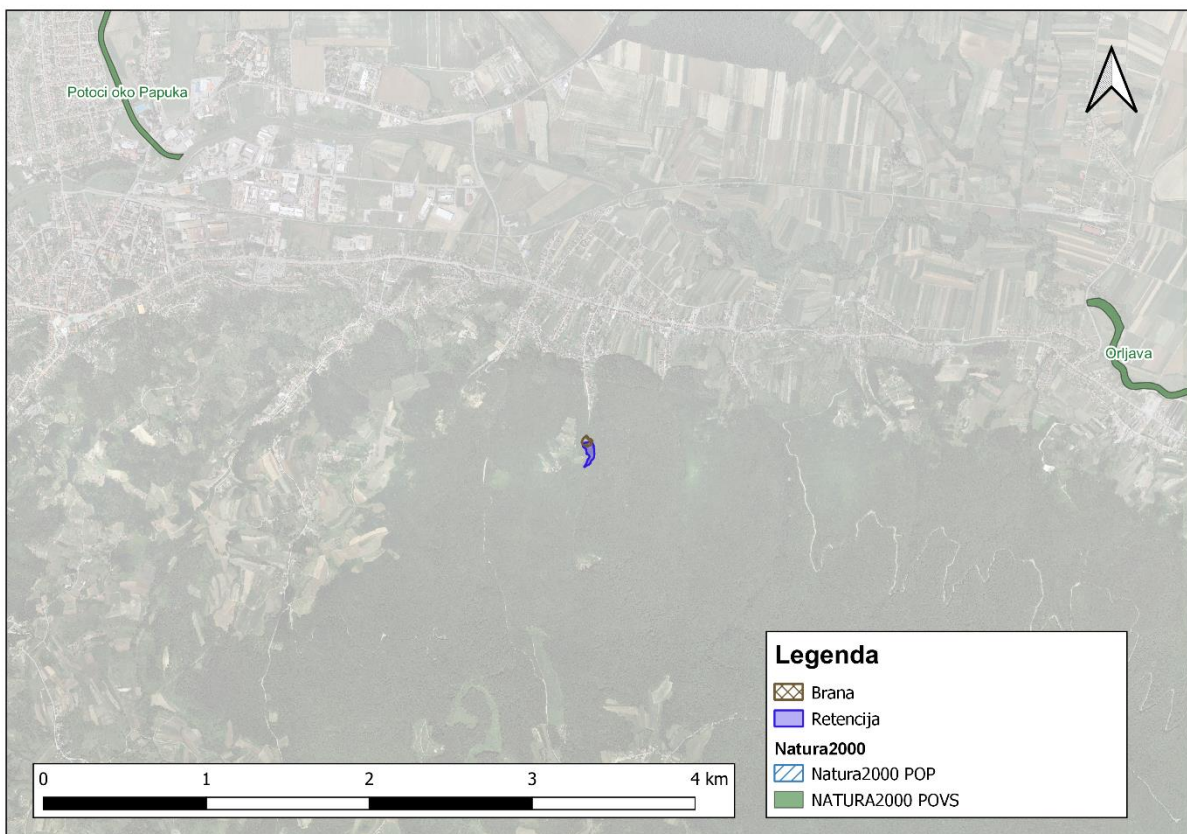 Potoci oko Papuka
Orljava
Legenda
Brana
Retencija
Natura2000
Natura2000 POP
NATURA2000 POVS
0 1 2 3 4 km